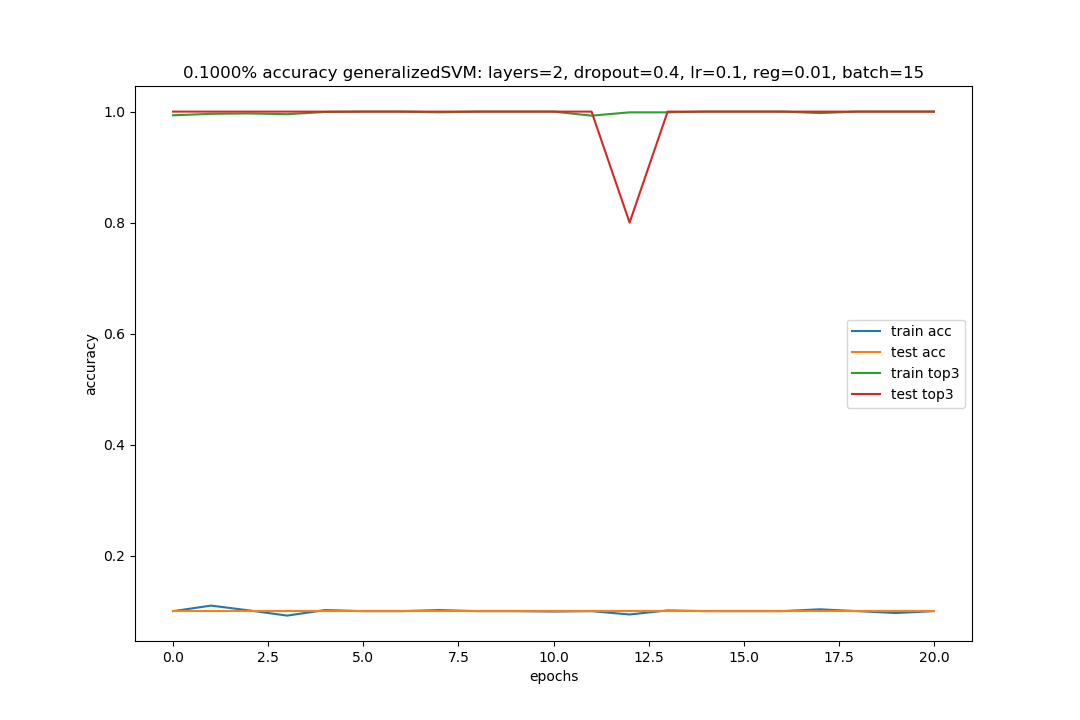 0.1000% accuracy generalizedSVM: layers=2, dropout=0.4, lr=0.1, reg=0.01, batch=15
1.0
0.8
0.6
0.4
0.2
accuracy
train acc
test acc
train top3
test top3
0.0 2.5 5.0 7.5 10.0 12.5 15.0 17.5 20.0
epochs